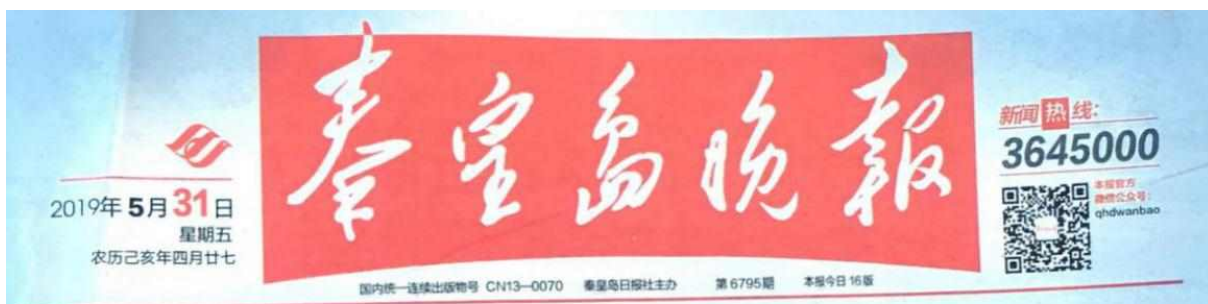 秦皇岛晚报
2019年5月31日
星期五
农历己亥年四月廿七
新闻热线:
3645000
本报官方
微信公众号:
qhdwanbao
国内统一连续出版物号 CN13—0070 秦皇岛日报社主办 第6795期 本报今日16版